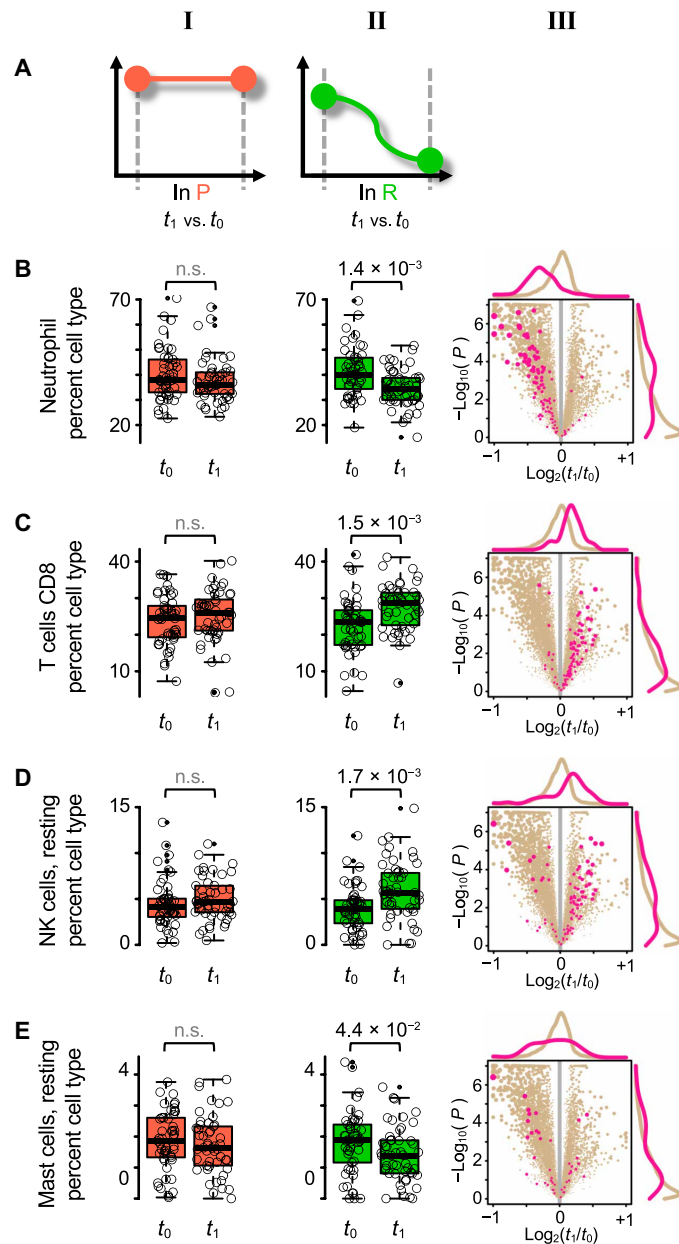 I II III
A
In P In R
t₁ vs. t₀ t₁ vs. t₀
B
Neutrophil
percent cell type
n.s. 1.4 × 10⁻³
70 70
20 20
t₀ t₁ t₀ t₁
−Log₁₀(P)
6
4
2
0
−1 0 +1
Log₂(t₁/t₀)
C
T cells CD8
percent cell type
n.s. 1.5 × 10⁻³
40 40
10 10
t₀ t₁ t₀ t₁
−Log₁₀(P)
6
4
2
0
−1 0 +1
Log₂(t₁/t₀)
D
NK cells, resting
percent cell type
n.s. 1.7 × 10⁻³
15 15
0 0
t₀ t₁ t₀ t₁
−Log₁₀(P)
6
4
2
0
−1 0 +1
Log₂(t₁/t₀)
E
Mast cells, resting
percent cell type
n.s. 4.4 × 10⁻²
4 4
0 0
t₀ t₁ t₀ t₁
−Log₁₀(P)
6
4
2
0
−1 0 +1
Log₂(t₁/t₀)